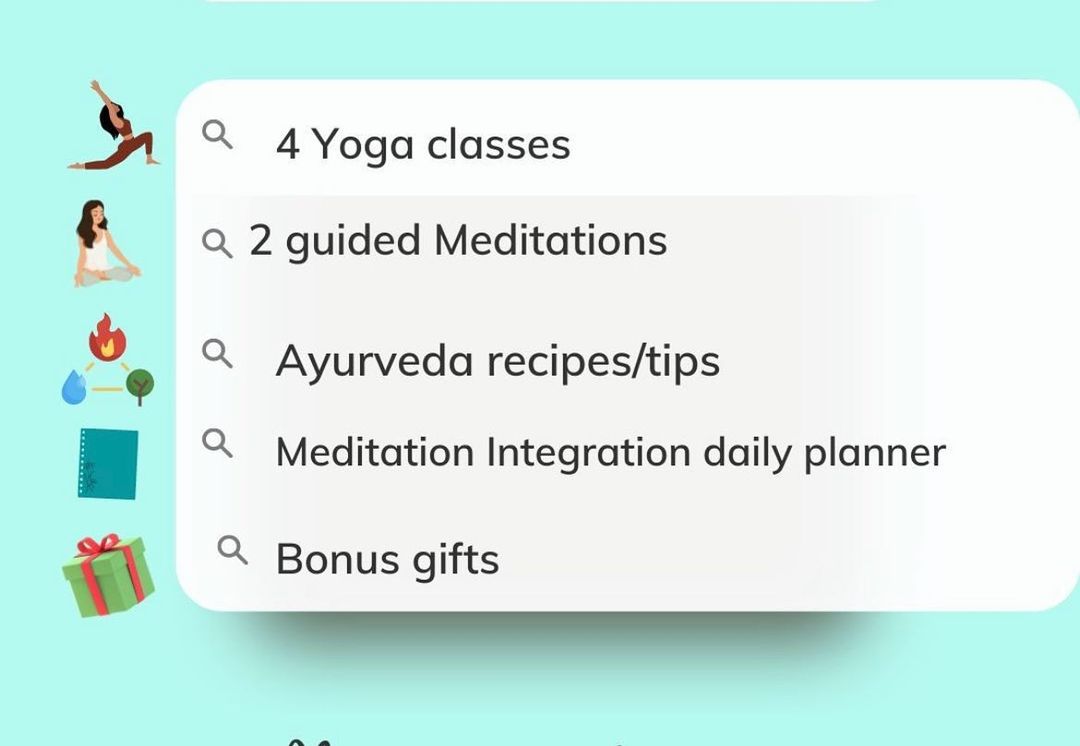 4 Yoga classes
2 guided Meditations
Ayurveda recipes/tips
Meditation Integration daily planner
Bonus gifts